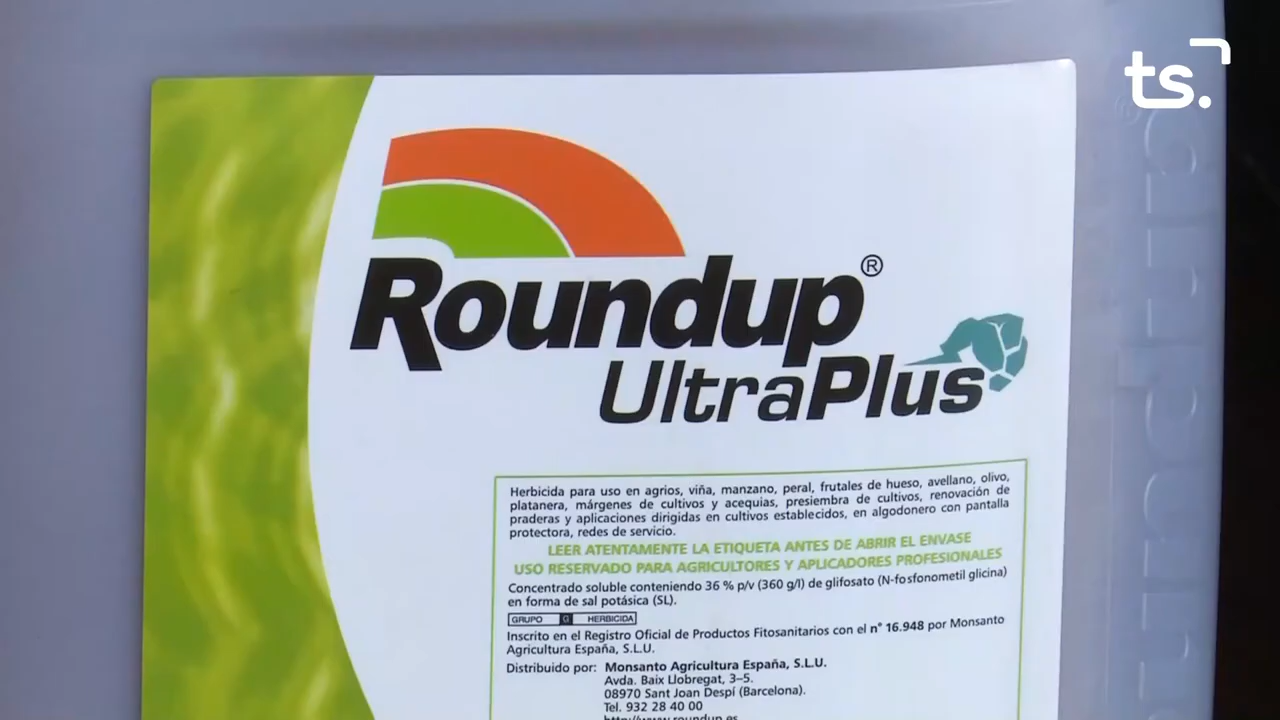 ts.
Roundup®
UltraPlus
Herbicida para uso en agrios, viña, manzano, peral, frutales de hueso, avellano, olivo,
platanera, márgenes de cultivos y acequias, presiembra de cultivos, renovación de
praderas y aplicaciones dirigidas en cultivos establecidos, en algodonero con pantalla
protectora, redes de servicio.
LEER ATENTAMENTE LA ETIQUETA ANTES DE ABRIR EL ENVASE
USO RESERVADO PARA AGRICULTORES Y APLICADORES PROFESIONALES
Concentrado soluble conteniendo 36 % p/v (360 g/l) de glifosato (N-fosfonometil glicina)
en forma de sal potásica (SL).
GRUPO G HERBICIDA
Inscrito en el Registro Oficial de Productos Fitosanitarios con el n° 16.948 por Monsanto
Agricultura España, S.L.U.
Distribuido por: Monsanto Agricultura España, S.L.U.
Avda. Baix Llobregat, 3-5.
08970 Sant Joan Despí (Barcelona).
Tel. 932 28 40 00
http://www.roundup.es